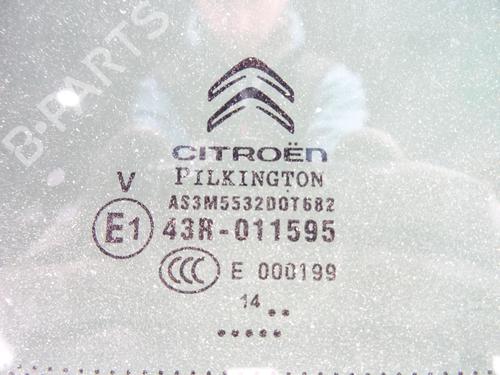 B-PARTS
CITROËN
V PILKINGTON
AS3M5532DOT682
E1 43R-011595
CCC E 000199
14